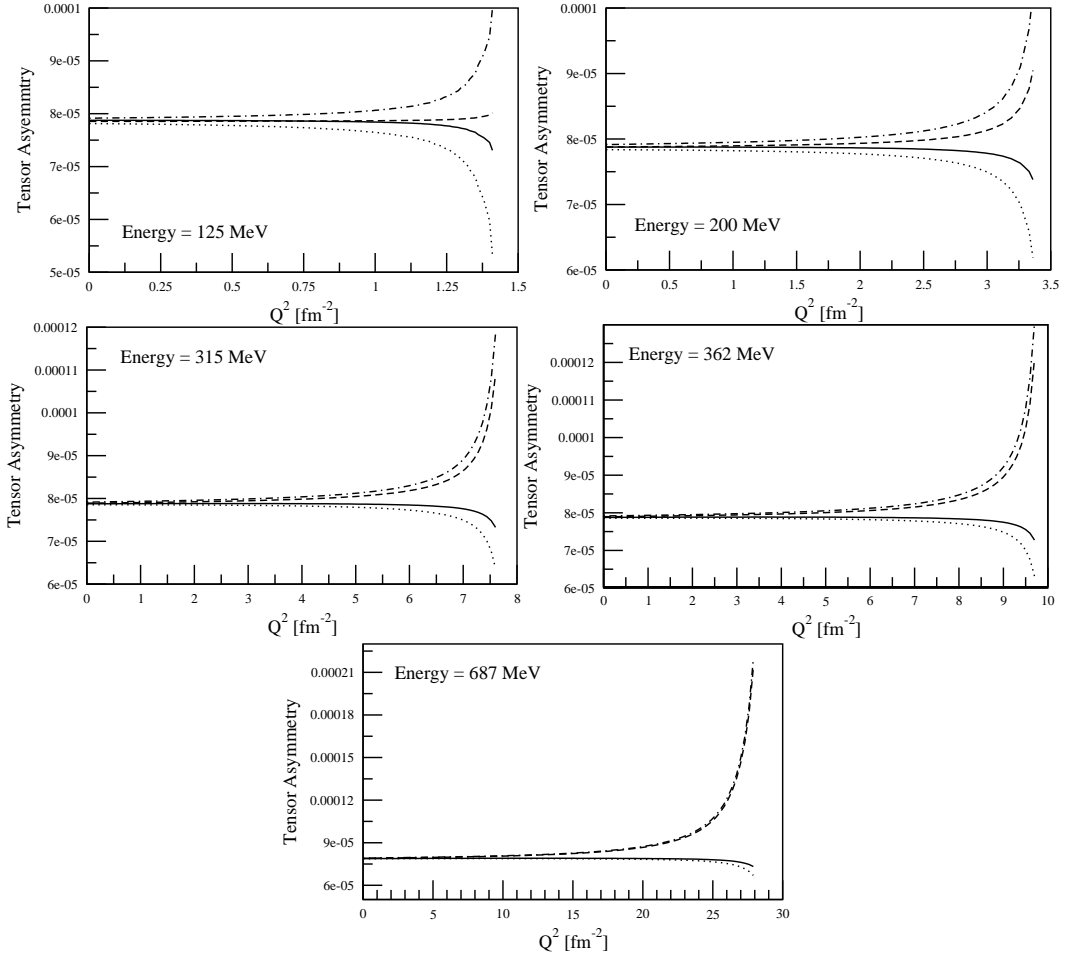 0.0001
9e-05
8e-05
7e-05
6e-05
5e-05
Tensor Asyemmtry
Energy = 125 MeV
0 0.25 0.5 0.75 1 1.25 1.5
Q^2 [fm^-2]
0.0001
9e-05
8e-05
7e-05
6e-05
Tensor Asymmetry
Energy = 200 MeV
0 0.5 1 1.5 2 2.5 3 3.5
Q^2 [fm^-2]
0.00012
0.00011
0.0001
9e-05
8e-05
7e-05
6e-05
Tensor Asymmetry
Energy = 315 MeV
0 1 2 3 4 5 6 7 8
Q^2 [fm^-2]
0.00012
0.00011
0.0001
9e-05
8e-05
7e-05
6e-05
Tensor Asymmetry
Energy = 362 MeV
0 1 2 3 4 5 6 7 8 9 10
Q^2 [fm^-2]
0.00021
0.00018
0.00015
0.00012
9e-05
6e-05
Tensor Asymmetry
Energy = 687 MeV
0 5 10 15 20 25 30
Q^2 [fm^-2]